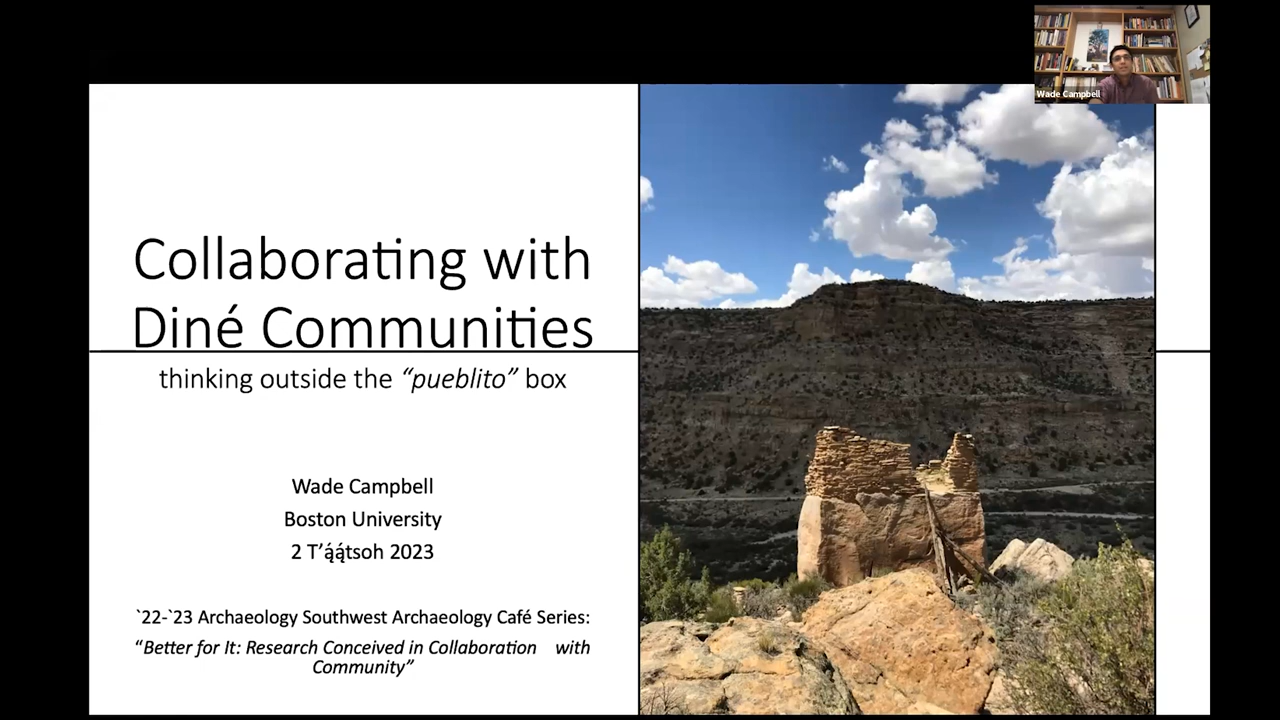 Wade Campbell
Collaborating with
Diné Communities
thinking outside the "pueblito" box
Wade Campbell
Boston University
2 T'ą́ą́tsoh 2023
`22-`23 Archaeology Southwest Archaeology Café Series:
"Better for It: Research Conceived in Collaboration with
Community"